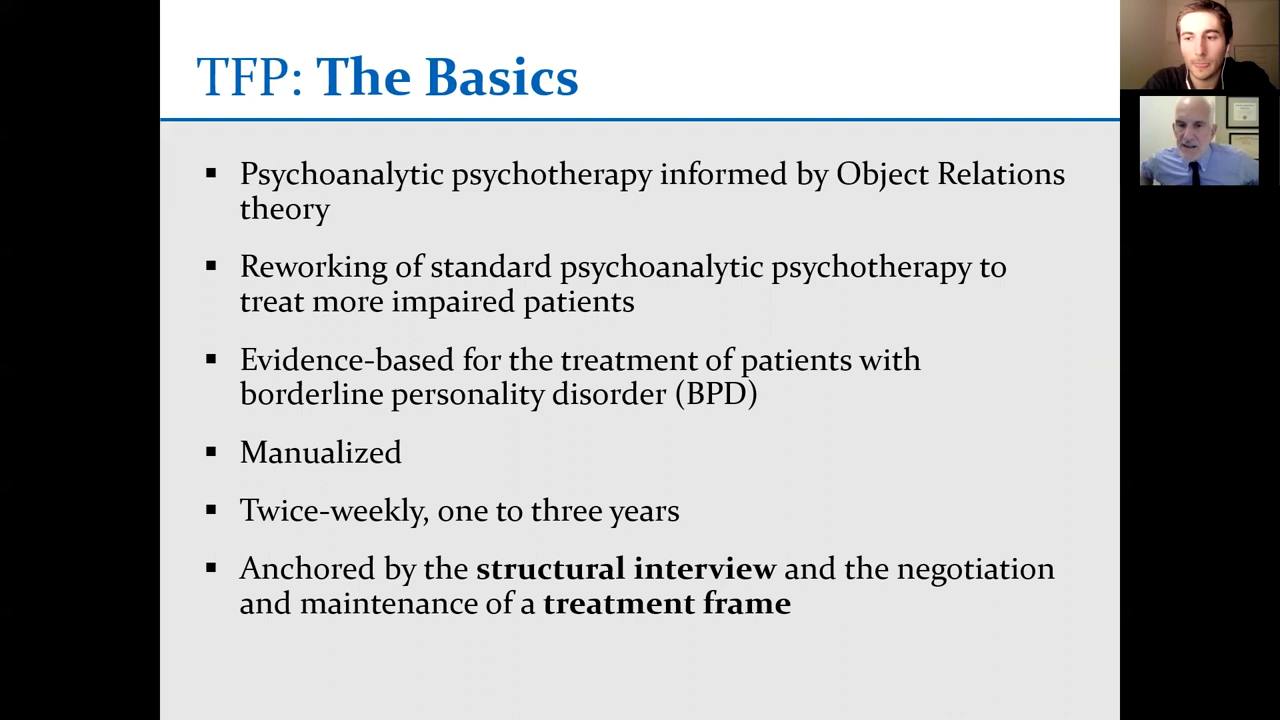 TFP: The Basics
▪ Psychoanalytic psychotherapy informed by Object Relations
theory
▪ Reworking of standard psychoanalytic psychotherapy to
treat more impaired patients
▪ Evidence-based for the treatment of patients with
borderline personality disorder (BPD)
▪ Manualized
▪ Twice-weekly, one to three years
▪ Anchored by the structural interview and the negotiation
and maintenance of a treatment frame